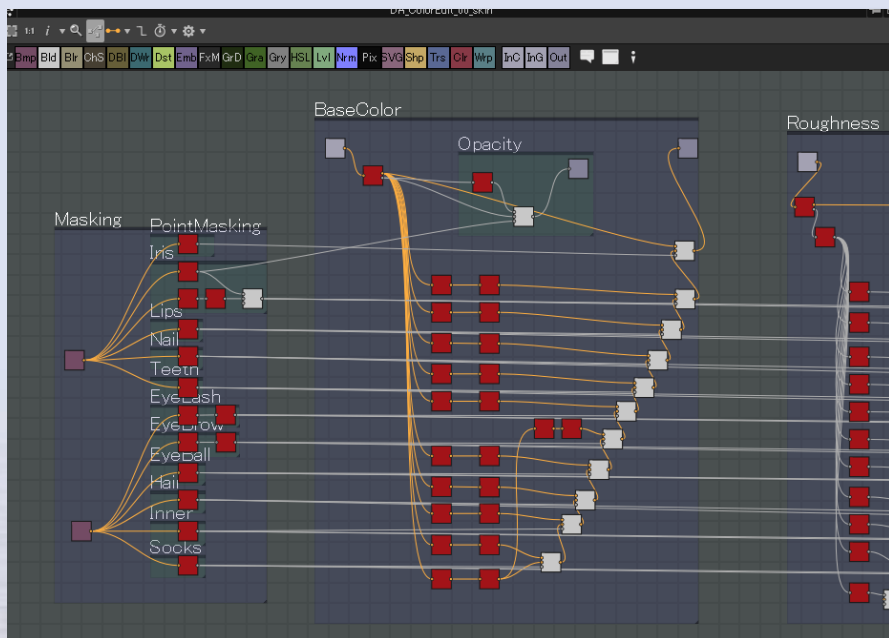 DA_ColorEdit_00_skin
1:1 i
Bmp Bld Blr ChS DBl DWr Dst Emb FxM GrD Gra Gry HSL Lvl Nrm Pix SVG Shp Trs Clr Wrp InC InG Out
BaseColor
Roughness
Opacity
Masking
PointMasking
Iris
Lips
Nail
Teeth
EyeLash
EyeBrow
EyeBall
Hair
Inner
Socks